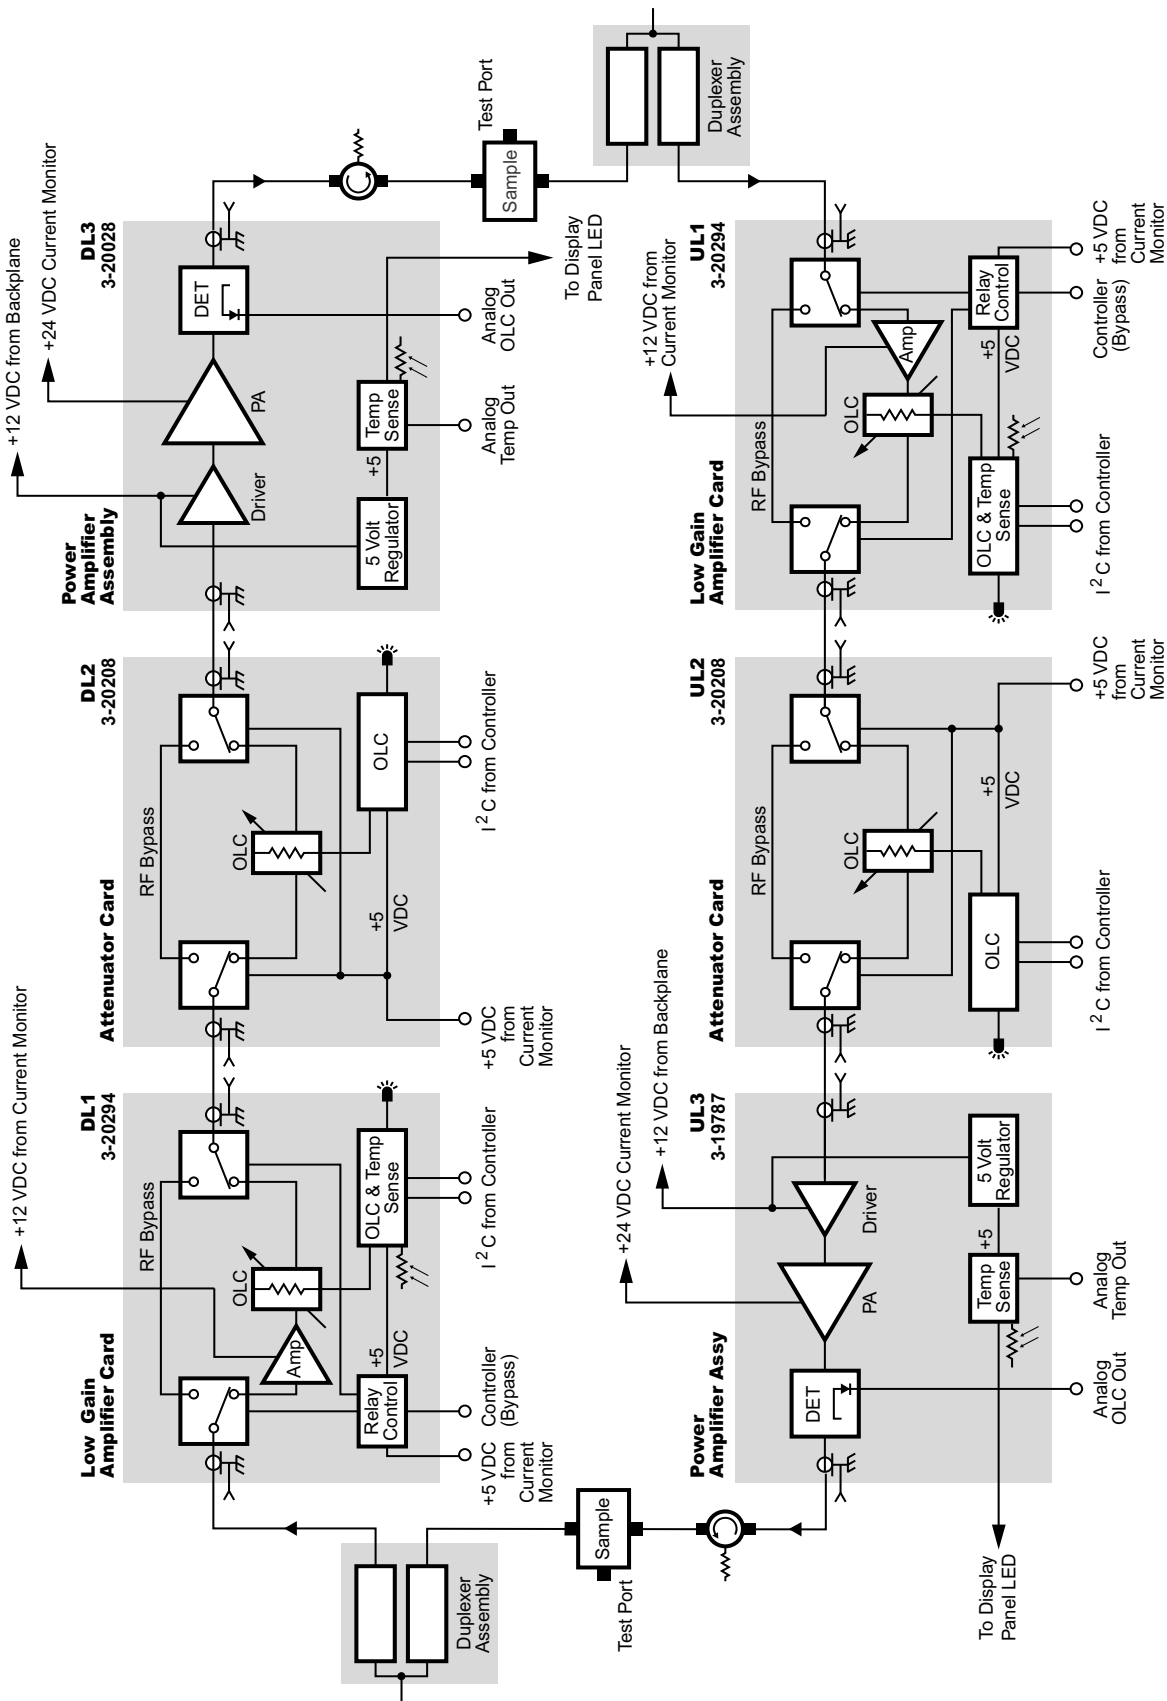 +12 VDC from Current Monitor
Low Gain
Amplifier Card
DL1
3-20294
RF Bypass
Amp
OLC
+5
VDC
Relay
Control
OLC & Temp
Sense
+5 VDC
from
Current
Monitor
Controller
(Bypass)
I 2 C from Controller
Attenuator Card
DL2
3-20208
RF Bypass
OLC
+5
VDC
OLC
+5 VDC
from
Current
Monitor
I 2 C from Controller
+12 VDC from Backplane
+24 VDC Current Monitor
Power
Amplifier
Assembly
DL3
3-20028
Driver
PA
DET
5 Volt
Regulator
+5
Temp
Sense
Analog
Temp Out
Analog
OLC Out
To Display
Panel LED
Sample
Test Port
Duplexer
Assembly
Duplexer
Assembly
Sample
Test Port
+24 VDC Current Monitor
+12 VDC from Backplane
Power
Amplifier Assy
UL3
3-19787
DET
PA
Driver
Temp
Sense
+5
5 Volt
Regulator
To Display
Panel LED
Analog
OLC Out
Analog
Temp Out
Attenuator Card
UL2
3-20208
RF Bypass
OLC
OLC
+5
VDC
I 2 C from Controller
+5 VDC
from
Current
Monitor
+12 VDC from
Current Monitor
Low Gain
Amplifier Card
UL1
3-20294
RF Bypass
OLC
Amp
OLC & Temp
Sense
+5
VDC
Relay
Control
I 2 C from Controller
Controller
(Bypass)
+5 VDC
from
Current
Monitor